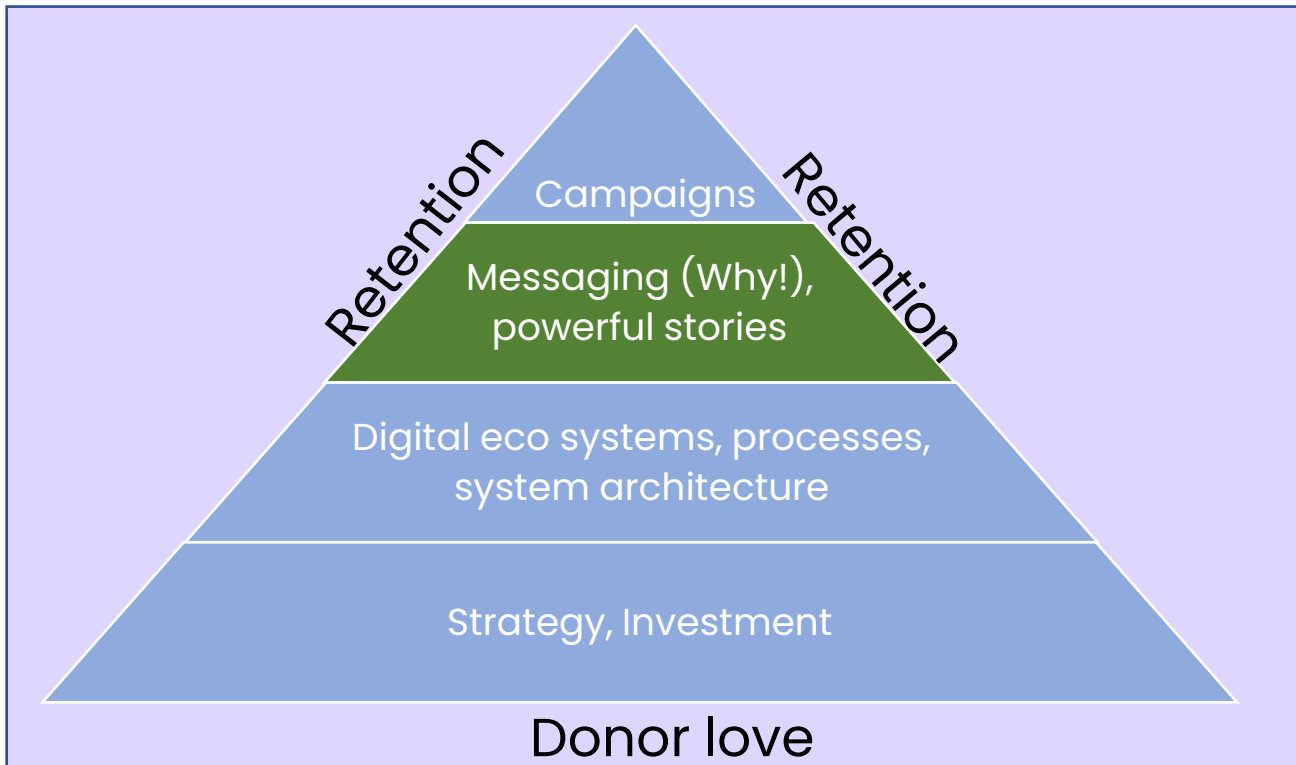 Retention
Retention
Campaigns
Messaging (Why!),
powerful stories
Digital eco systems, processes,
system architecture
Strategy, Investment
Donor love